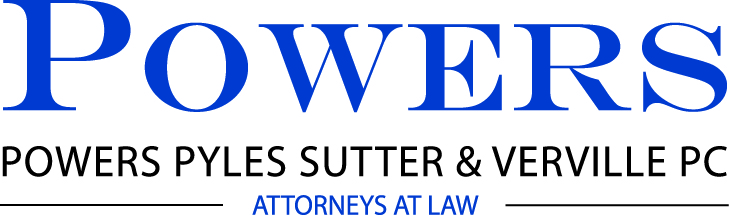 POWERS
POWERS PYLES SUTTER & VERVILLE PC
ATTORNEYS AT LAW